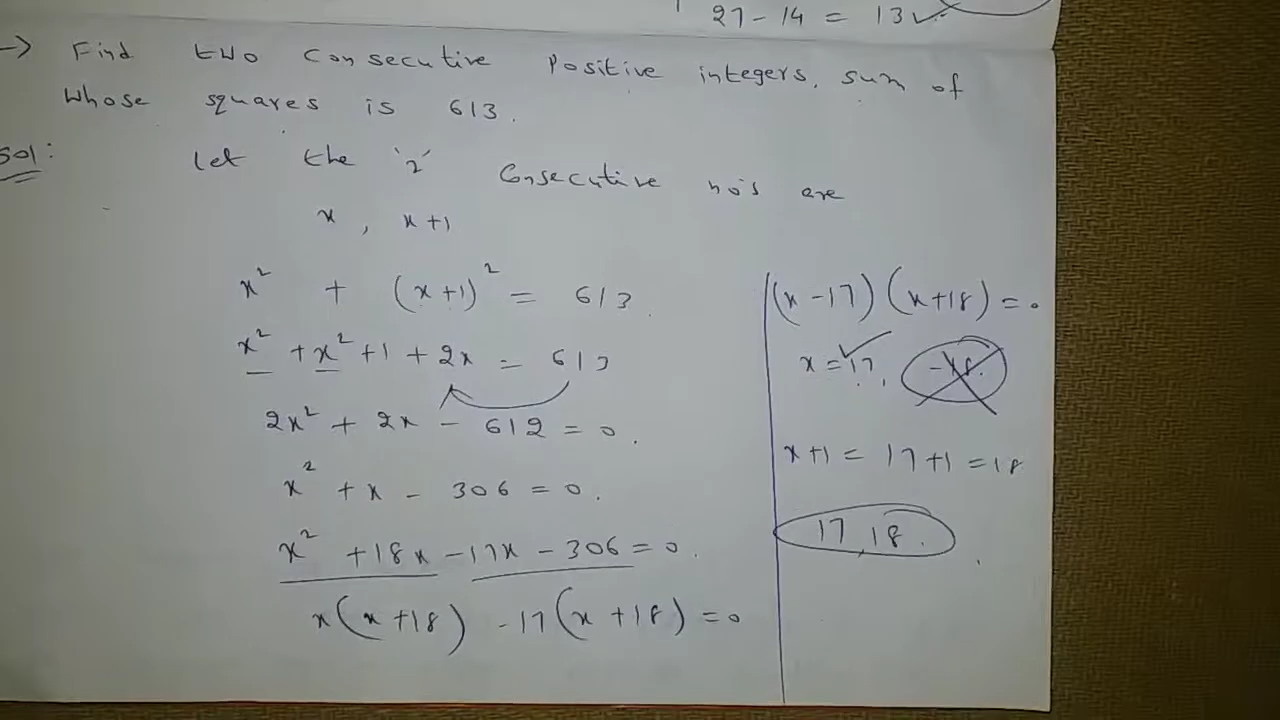 27 - 14 = 13 ✓
→ Find two consecutive positive integers, sum of
whose squares is 613.
Sol: Let the '2' consecutive no's are
x, x+1
x² + (x+1)² = 613.
x² + x² + 1 + 2x = 613
2x² + 2x - 612 = 0.
x² + x - 306 = 0.
x² + 18x - 17x - 306 = 0.
x(x+18) - 17(x+18) = 0
(x-17)(x+18) = 0
x = 17, -18.
x+1 = 17+1 = 18
17, 18.